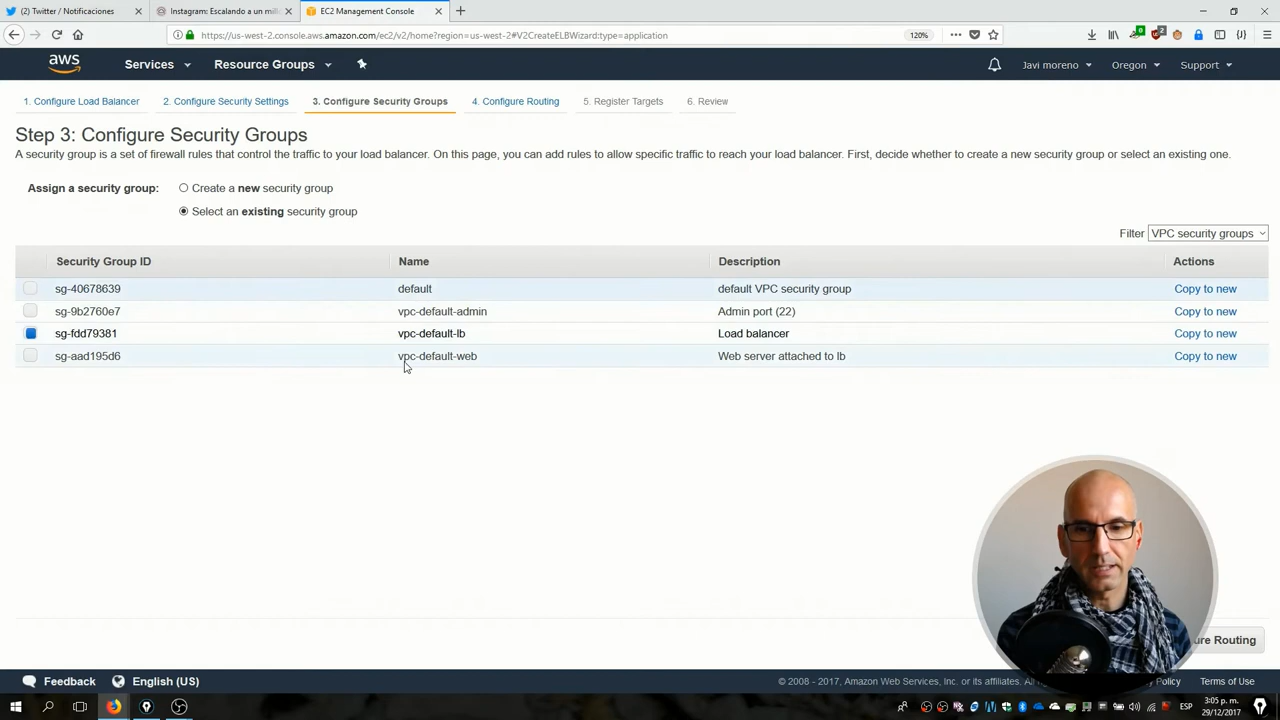 (2) Twitter / Notificaciones
Instagram: Escalando a un mill
EC2 Management Console
https://us-west-2.console.aws.amazon.com/ec2/v2/home?region=us-west-2#V2CreateELBWizard:type=application
120%
aws
Services
Resource Groups
Javi moreno
Oregon
Support
1. Configure Load Balancer
2. Configure Security Settings
3. Configure Security Groups
4. Configure Routing
5. Register Targets
6. Review
Step 3: Configure Security Groups
A security group is a set of firewall rules that control the traffic to your load balancer. On this page, you can add rules to allow specific traffic to reach your load balancer. First, decide whether to create a new security group or select an existing one.
Assign a security group:
Create a new security group
Select an existing security group
Filter
VPC security groups
Security Group ID
Name
Description
Actions
sg-40678639
default
default VPC security group
Copy to new
sg-9b2760e7
vpc-default-admin
Admin port (22)
Copy to new
sg-fdd79381
vpc-default-lb
Load balancer
Copy to new
sg-aad195d6
vpc-default-web
Web server attached to lb
Copy to new
Routing
Feedback
English (US)
© 2008 - 2017, Amazon Web Services, Inc. or its affiliates.
Policy
Terms of Use
ESP
3:05 p. m.
29/12/2017